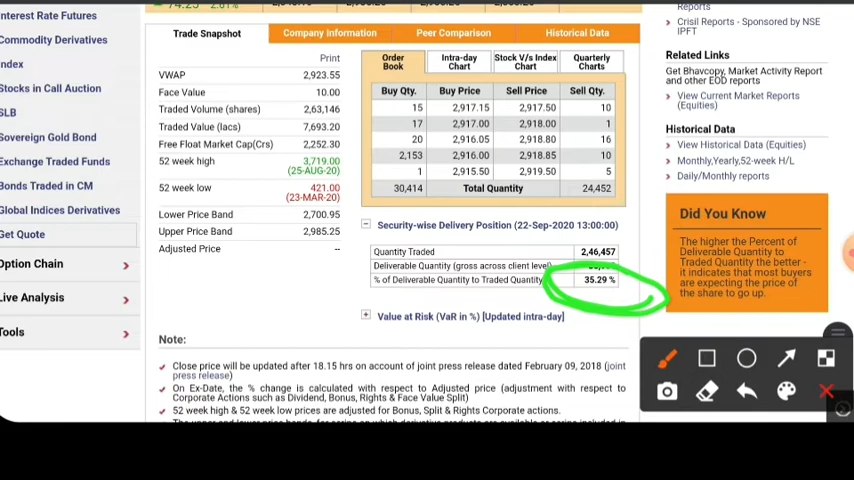 74.25 2.61%
Interest Rate Futures
Commodity Derivatives
Index
Stocks in Call Auction
SLB
Sovereign Gold Bond
Exchange Traded Funds
Bonds Traded in CM
Global Indices Derivatives
Get Quote
Option Chain
Live Analysis
Tools
Trade Snapshot
Company Information
Peer Comparison
Historical Data
Print
VWAP 2,923.55
Face Value 10.00
Traded Volume (shares) 2,63,146
Traded Value (lacs) 7,693.20
Free Float Market Cap(Crs) 2,252.30
52 week high 3,719.00
(25-AUG-20)
52 week low 421.00
(23-MAR-20)
Lower Price Band 2,700.95
Upper Price Band 2,985.25
Adjusted Price --
Order
Book
Intra-day
Chart
Stock V/s Index
Chart
Quarterly
Charts
Buy Qty. Buy Price Sell Price Sell Qty.
15 2,917.15 2,917.50 10
17 2,917.00 2,918.00 1
20 2,916.05 2,918.80 16
2,153 2,916.00 2,918.85 10
1 2,915.50 2,919.50 5
30,414 Total Quantity 24,452
Security-wise Delivery Position (22-Sep-2020 13:00:00)
Quantity Traded 2,46,457
Deliverable Quantity (gross across client level)
% of Deliverable Quantity to Traded Quantity 35.29 %
Value at Risk (VaR in %) [Updated intra-day]
Note:
Close price will be updated after 18.15 hrs on account of joint press release dated February 09, 2018 (joint
press release)
On Ex-Date, the % change is calculated with respect to Adjusted price (adjustment with respect to
Corporate Actions such as Dividend, Bonus, Rights & Face Value Split)
52 week high & 52 week low prices are adjusted for Bonus, Split & Rights Corporate actions.
Reports
Crisil Reports - Sponsored by NSE
IPFT
Related Links
Get Bhavcopy, Market Activity Report
and other EOD reports
View Current Market Reports
(Equities)
Historical Data
View Historical Data (Equities)
Monthly,Yearly,52-week H/L
Daily/Monthly reports
Did You Know
The higher the Percent of
Deliverable Quantity to
Traded Quantity the better -
it indicates that most buyers
are expecting the price of
the share to go up.